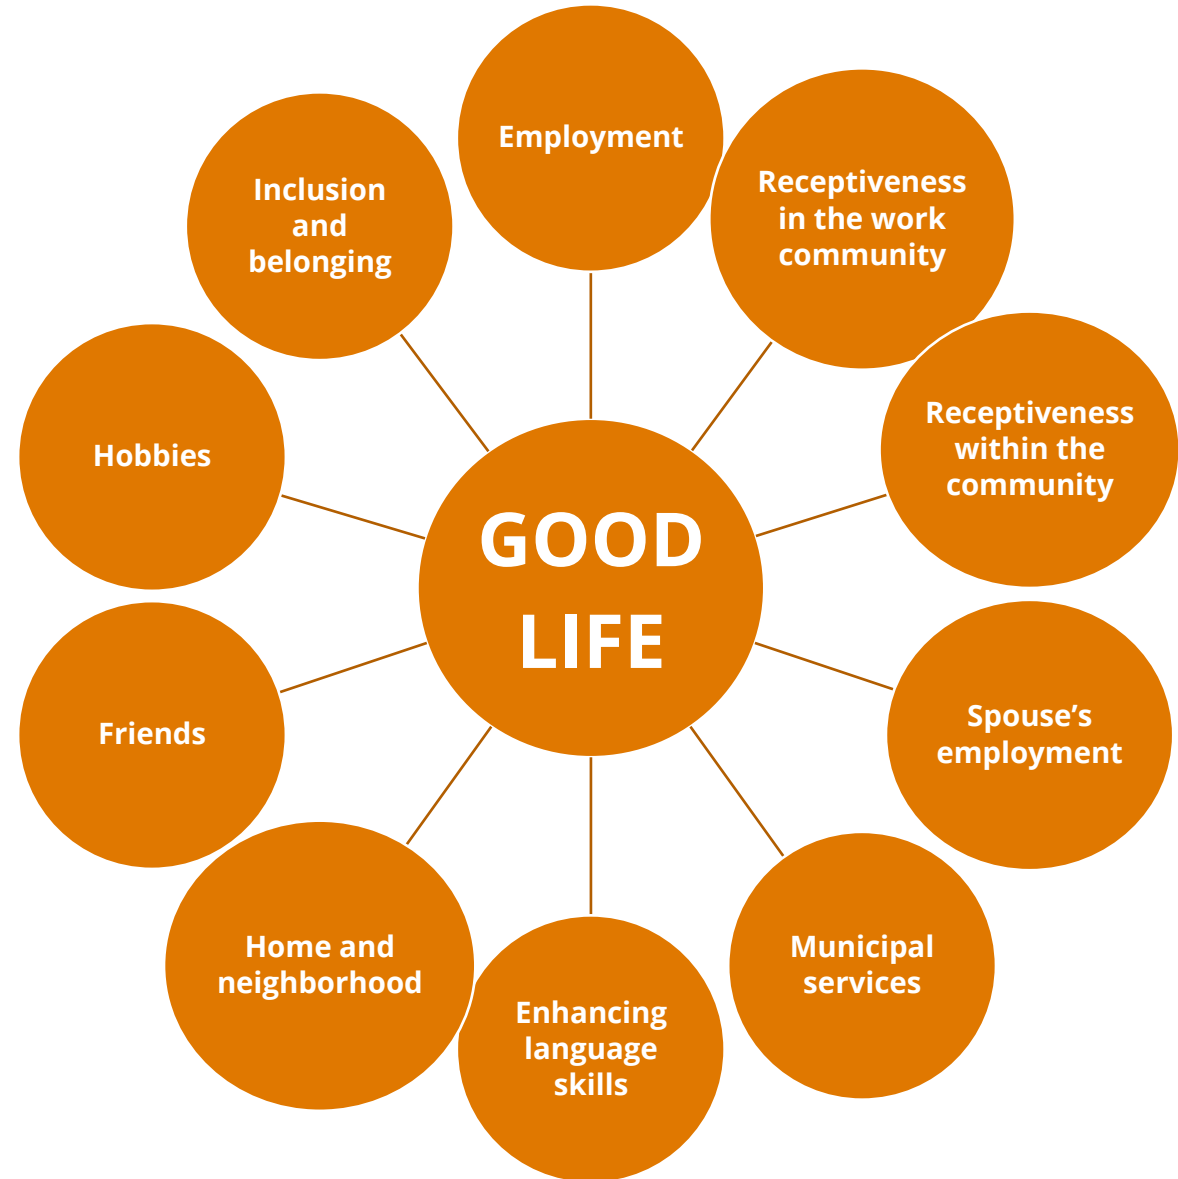 Employment
Receptiveness
in the work
community
Receptiveness
within the
community
Spouse’s
employment
Municipal
services
Enhancing
language
skills
Home and
neighborhood
Friends
Hobbies
Inclusion
and
belonging
GOOD
LIFE